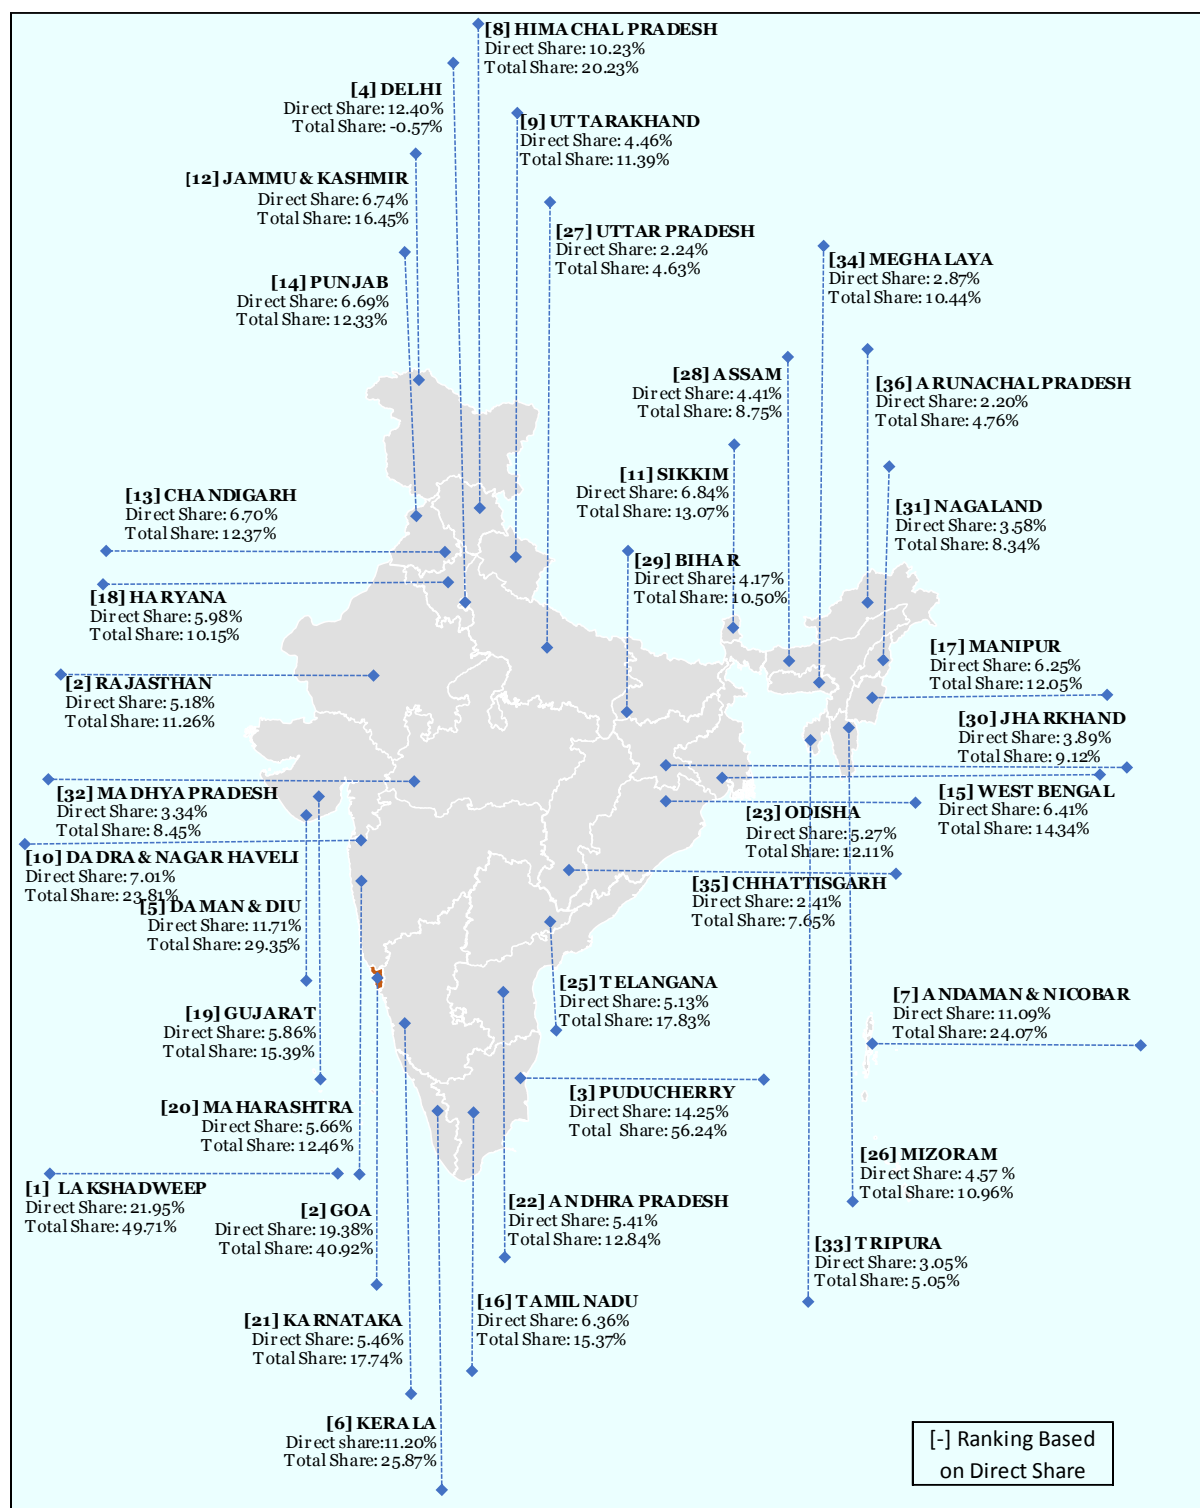 [8] HIMACHAL PRADESH
Direct Share: 10.23%
Total Share: 20.23%
[4] DELHI
Direct Share: 12.40%
Total Share: -0.57%
[9] UTTARAKHAND
Direct Share: 4.46%
Total Share: 11.39%
[12] JAMMU & KASHMIR
Direct Share: 6.74%
Total Share: 16.45%
[27] UTTAR PRADESH
Direct Share: 2.24%
Total Share: 4.63%
[34] MEGHALAYA
Direct Share: 2.87%
Total Share: 10.44%
[14] PUNJAB
Direct Share: 6.69%
Total Share: 12.33%
[28] ASSAM
Direct Share: 4.41%
Total Share: 8.75%
[36] ARUNACHAL PRADESH
Direct Share: 2.20%
Total Share: 4.76%
[11] SIKKIM
Direct Share: 6.84%
Total Share: 13.07%
[13] CHANDIGARH
Direct Share: 6.70%
Total Share: 12.37%
[31] NAGALAND
Direct Share: 3.58%
Total Share: 8.34%
[29] BIHAR
Direct Share: 4.17%
Total Share: 10.50%
[18] HARYANA
Direct Share: 5.98%
Total Share: 10.15%
[17] MANIPUR
Direct Share: 6.25%
Total Share: 12.05%
[2] RAJASTHAN
Direct Share: 5.18%
Total Share: 11.26%
[30] JHARKHAND
Direct Share: 3.89%
Total Share: 9.12%
[32] MADHYA PRADESH
Direct Share: 3.34%
Total Share: 8.45%
[15] WEST BENGAL
Direct Share: 6.41%
Total Share: 14.34%
[23] ODISHA
Direct Share: 5.27%
Total Share: 12.11%
[10] DADRA & NAGAR HAVELI
Direct Share: 7.01%
Total Share: 23.81%
[35] CHHATTISGARH
Direct Share: 2.41%
Total Share: 7.65%
[5] DAMAN & DIU
Direct Share: 11.71%
Total Share: 29.35%
[25] TELANGANA
Direct Share: 5.13%
Total Share: 17.83%
[7] ANDAMAN & NICOBAR
Direct Share: 11.09%
Total Share: 24.07%
[19] GUJARAT
Direct Share: 5.86%
Total Share: 15.39%
[3] PUDUCHERRY
Direct Share: 14.25%
Total Share: 56.24%
[20] MAHARASHTRA
Direct Share: 5.66%
Total Share: 12.46%
[26] MIZORAM
Direct Share: 4.57 %
Total Share: 10.96%
[1] LAKSHADWEEP
Direct Share: 21.95%
Total Share: 49.71%
[22] ANDHRA PRADESH
Direct Share: 5.41%
Total Share: 12.84%
[2] GOA
Direct Share: 19.38%
Total Share: 40.92%
[33] TRIPURA
Direct Share: 3.05%
Total Share: 5.05%
[16] TAMIL NADU
Direct Share: 6.36%
Total Share: 15.37%
[21] KARNATAKA
Direct Share: 5.46%
Total Share: 17.74%
[6] KERALA
Direct share:11.20%
Total Share: 25.87%
[-] Ranking Based
on Direct Share